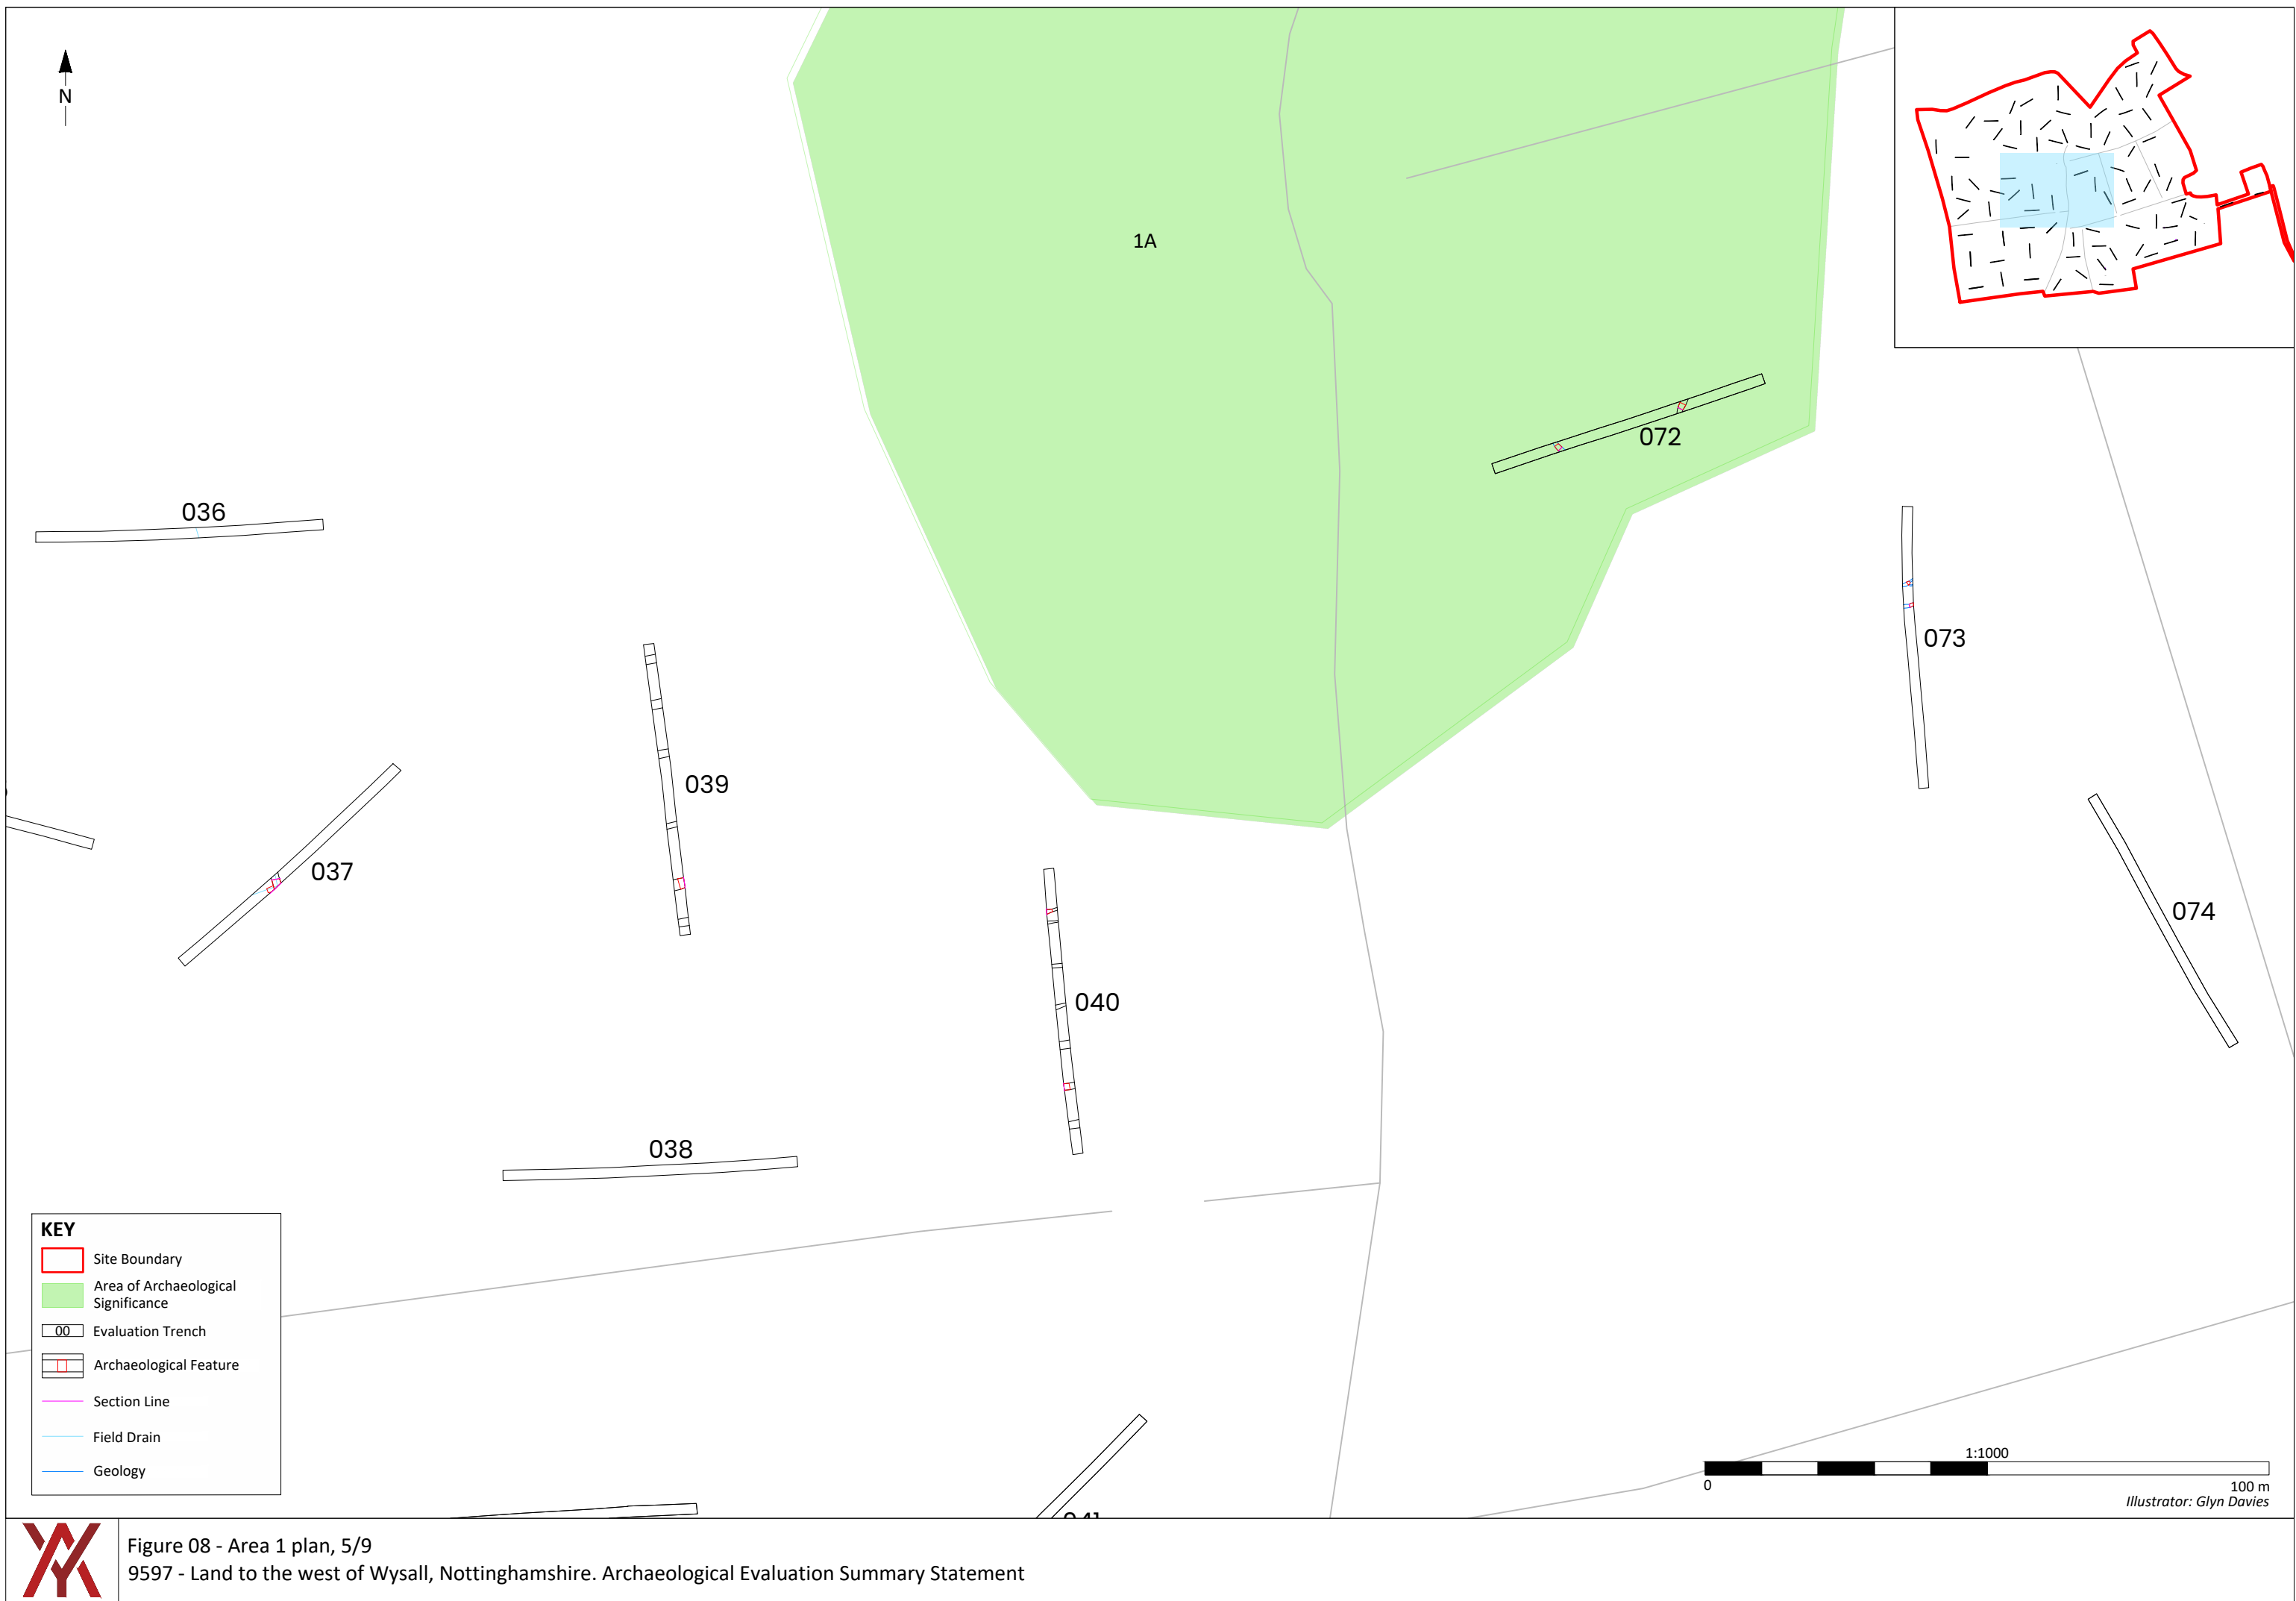 N
1A
072
036
073
039
037
074
040
038
041
KEY
Site Boundary
Area of Archaeological
Significance
00
Evaluation Trench
Archaeological Feature
Section Line
Field Drain
Geology
1:1000
0
100 m
Illustrator: Glyn Davies
Figure 08 - Area 1 plan, 5/9
9597 - Land to the west of Wysall, Nottinghamshire. Archaeological Evaluation Summary Statement